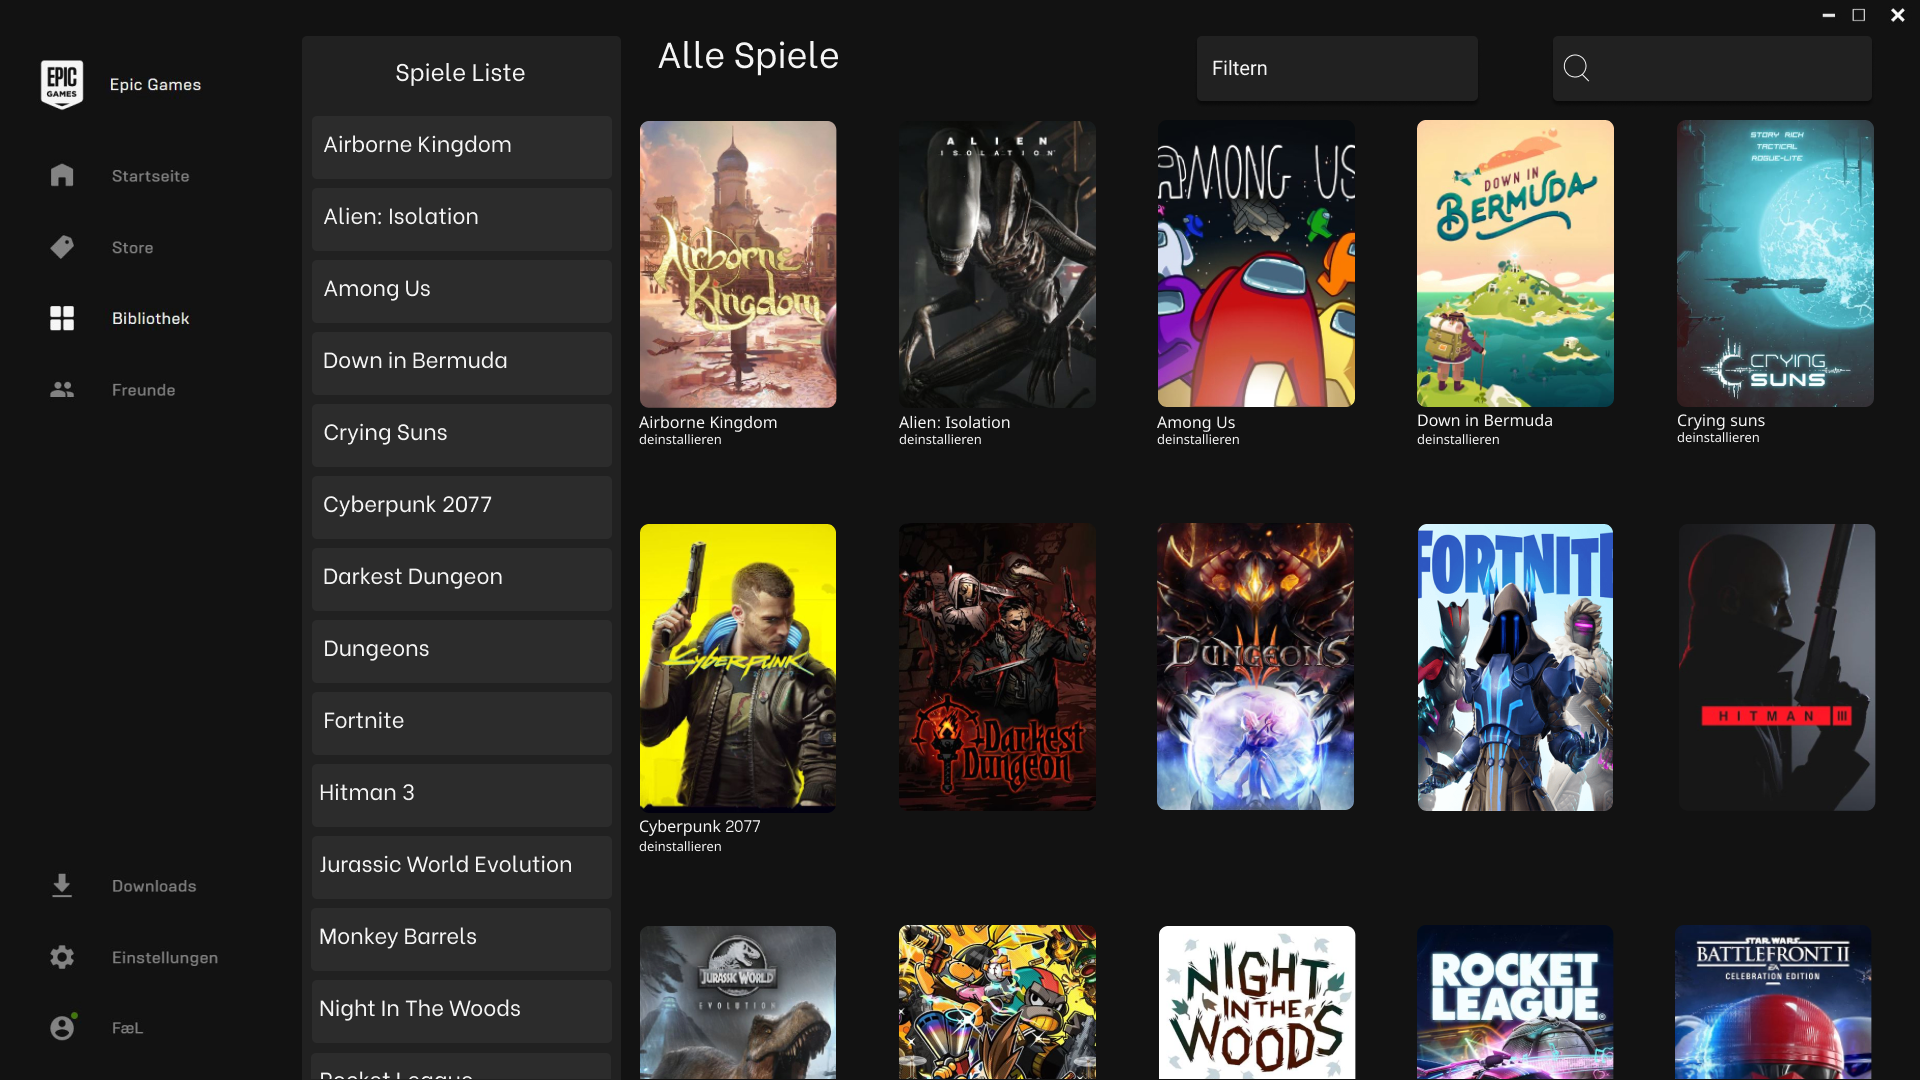 EPIC
GAMES
Epic Games
Startseite
Store
Bibliothek
Freunde
Downloads
Einstellungen
FæL
Spiele Liste
Airborne Kingdom
Alien: Isolation
Among Us
Down in Bermuda
Crying Suns
Cyberpunk 2077
Darkest Dungeon
Dungeons
Fortnite
Hitman 3
Jurassic World Evolution
Monkey Barrels
Night In The Woods
Rocket League
Alle Spiele
Filtern
Airborne
Kingdom
Airborne Kingdom
deinstallieren
ALIEN
ISOLATION
Alien: Isolation
deinstallieren
AMONG US
Among Us
deinstallieren
DOWN IN
BERMUDA
Down in Bermuda
deinstallieren
STORY RICH
TACTICAL
ROGUE-LITE
CRYING
SUNS
Crying suns
deinstallieren
Cyberpunk
Cyberpunk 2077
deinstallieren
Darkest
Dungeon
DUNGEONS
FORTNITE
HITMAN III
JURASSIC WORLD
EVOLUTION
NIGHT
IN THE
WOODS
ROCKET
LEAGUE®
STAR WARS
BATTLEFRONT II
EA
CELEBRATION EDITION